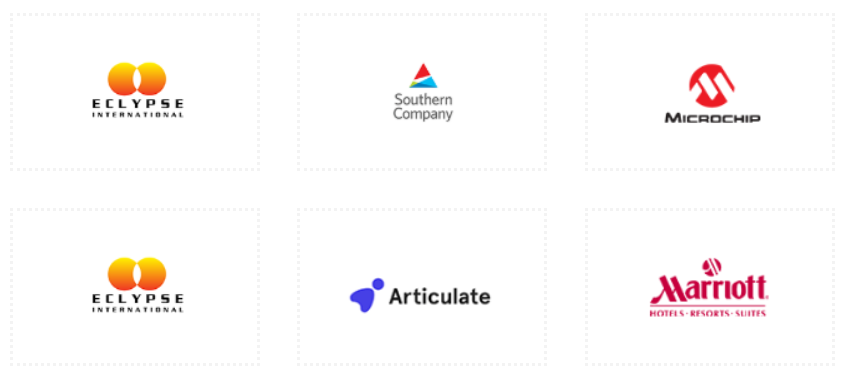 ECLYPSE
INTERNATIONAL
Southern
Company
MICROCHIP
ECLYPSE
INTERNATIONAL
Articulate
Marriott
HOTELS · RESORTS · SUITES